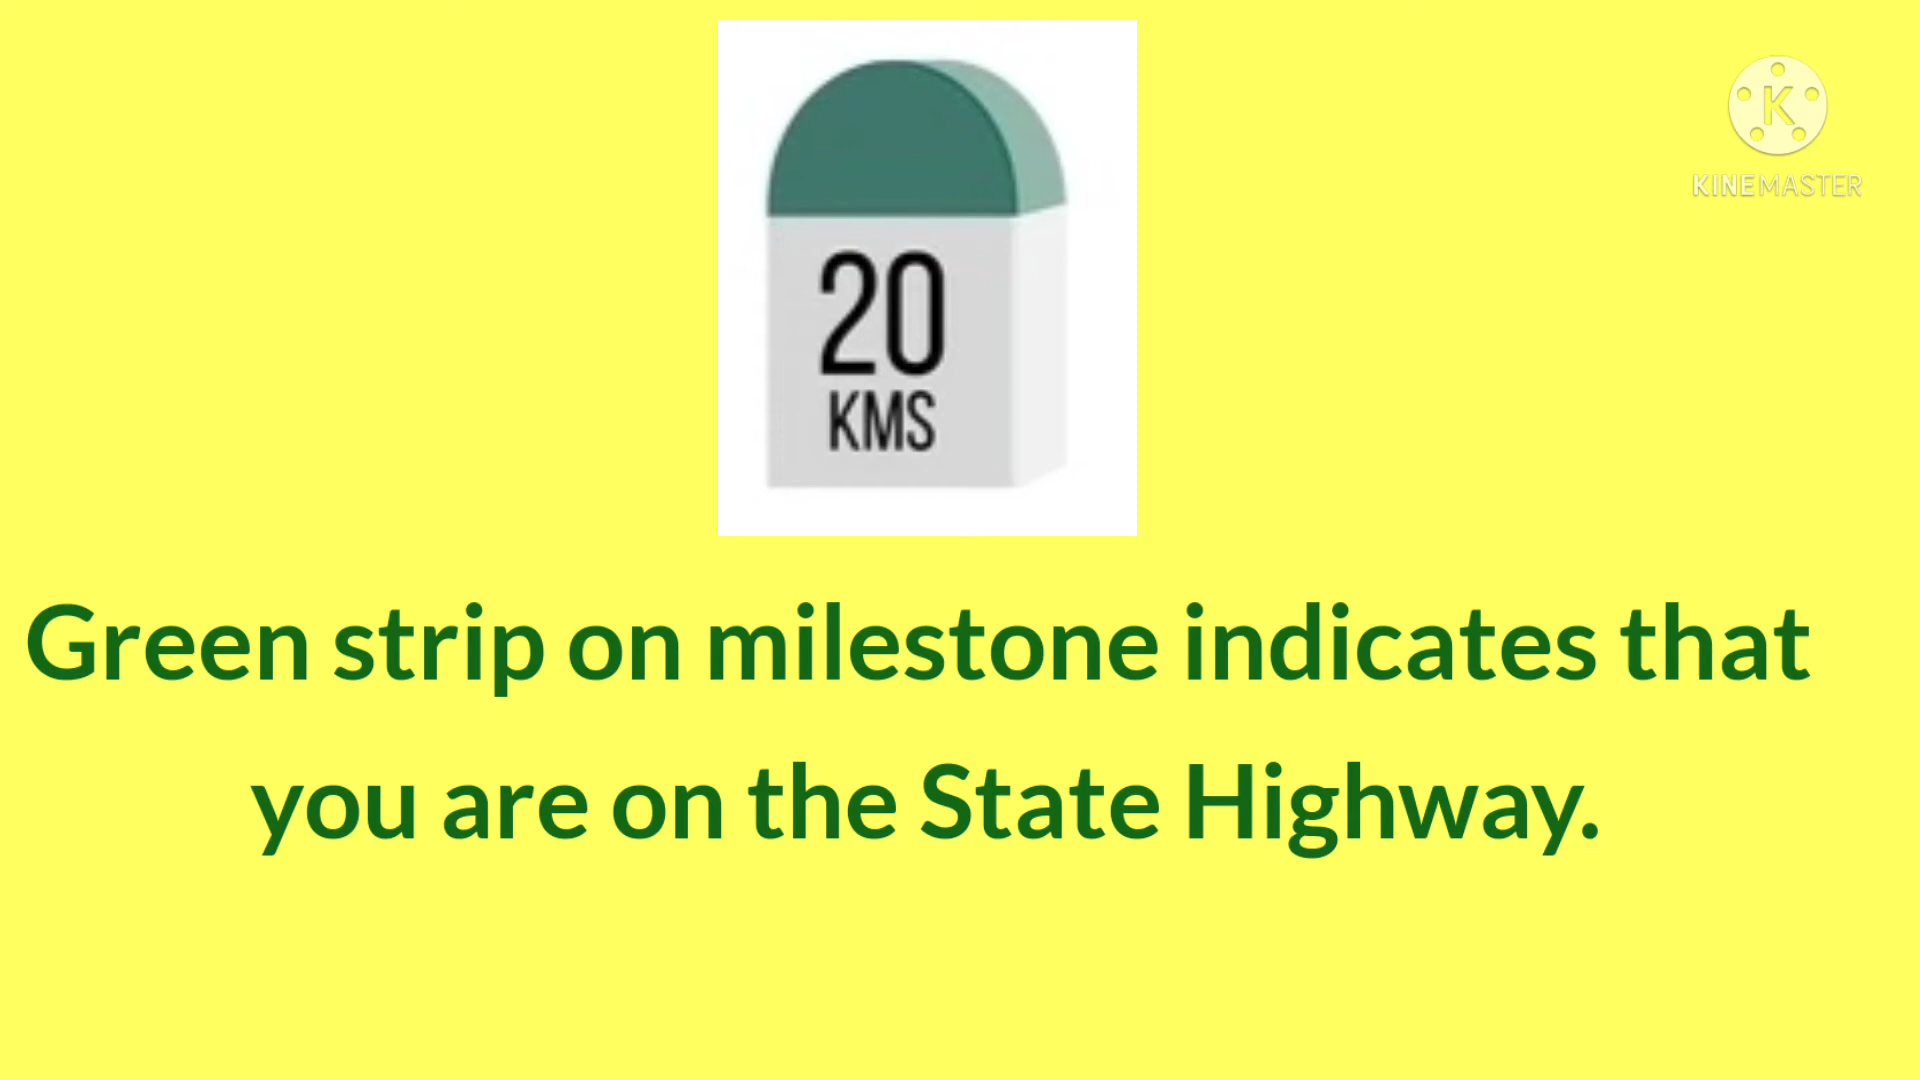 K
KINEMASTER
20
KMS
Green strip on milestone indicates that
you are on the State Highway.